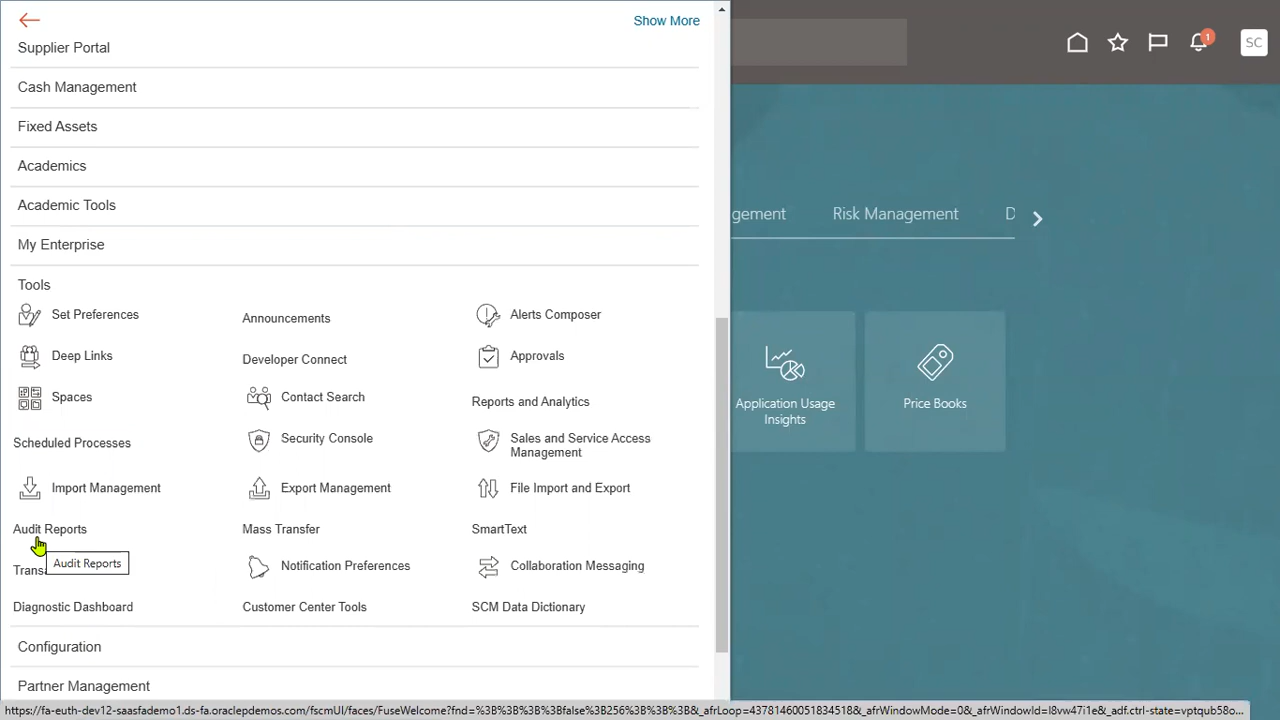 Show More
1
SC
Supplier Portal
Cash Management
Fixed Assets
Academics
Academic Tools
My Enterprise
gement
Risk Management
D
Tools
Set Preferences
Announcements
Alerts Composer
Deep Links
Developer Connect
Approvals
Spaces
Contact Search
Reports and Analytics
Scheduled Processes
Security Console
Sales and Service Access
Management
Import Management
Export Management
File Import and Export
Audit Reports
Mass Transfer
SmartText
Audit Reports
Trans
Notification Preferences
Collaboration Messaging
Diagnostic Dashboard
Customer Center Tools
SCM Data Dictionary
Configuration
Partner Management
Application Usage
Insights
Price Books
https://fa-euth-dev12-saasfademo1.ds-fa.oraclepdemos.com/fscmUI/faces/FuseWelcome?fnd=%3B%3B%3B%3Bfalse%3B256%3B%3B%3B&_afrLoop=43781460051834518&_afrWindowMode=0&_afrWindowId=l8vw47i1e&_adf.ctrl-state=vptqub58o...